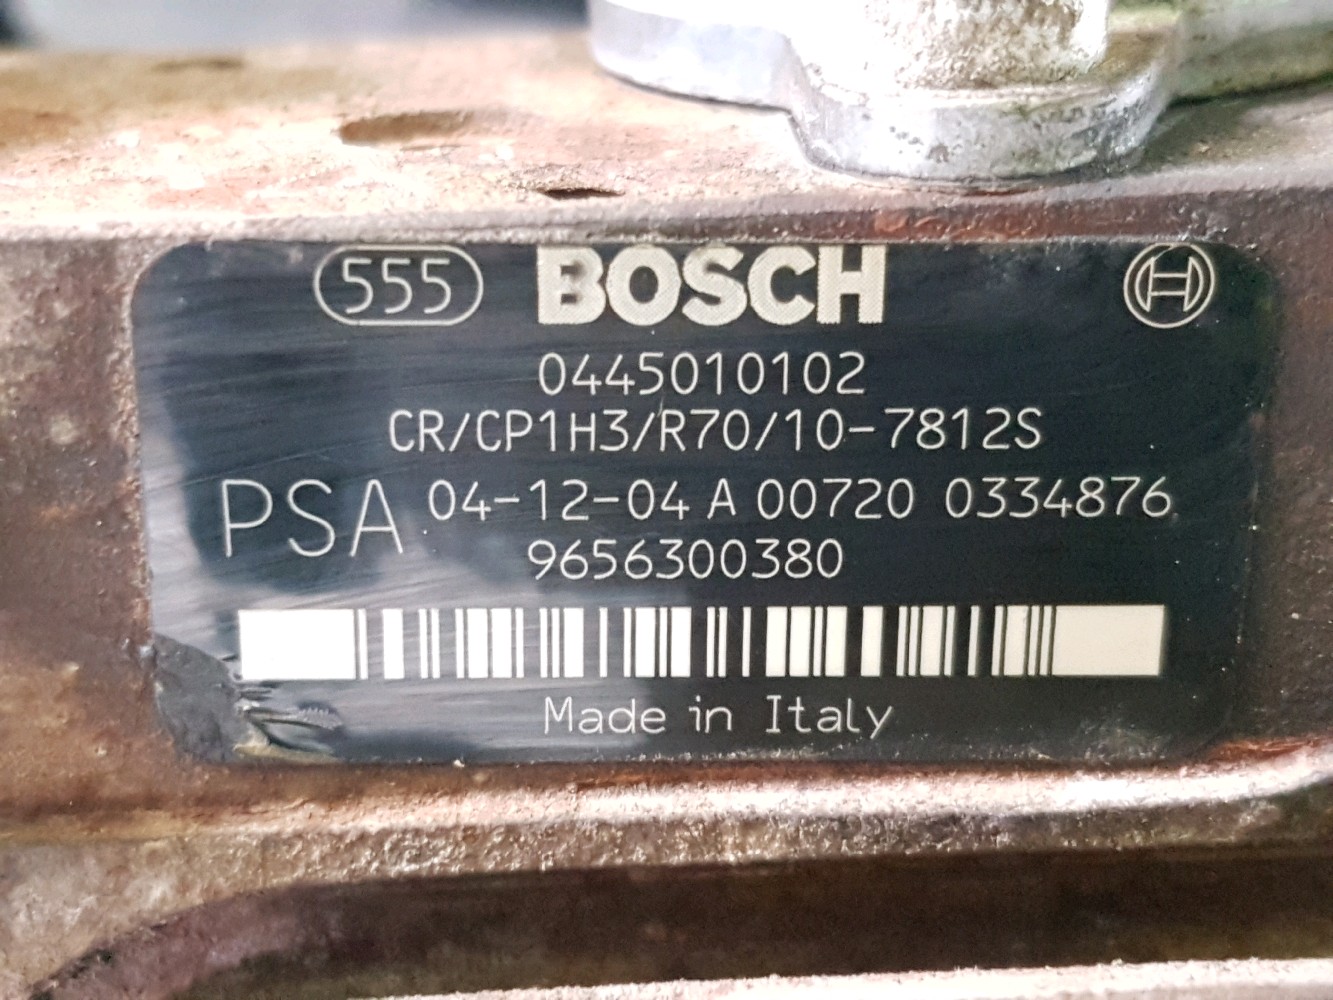 555 BOSCH
0445010102
CR/CP1H3/R70/10-7812S
PSA 04-12-04 A 00720 0334876
9656300380
Made in Italy